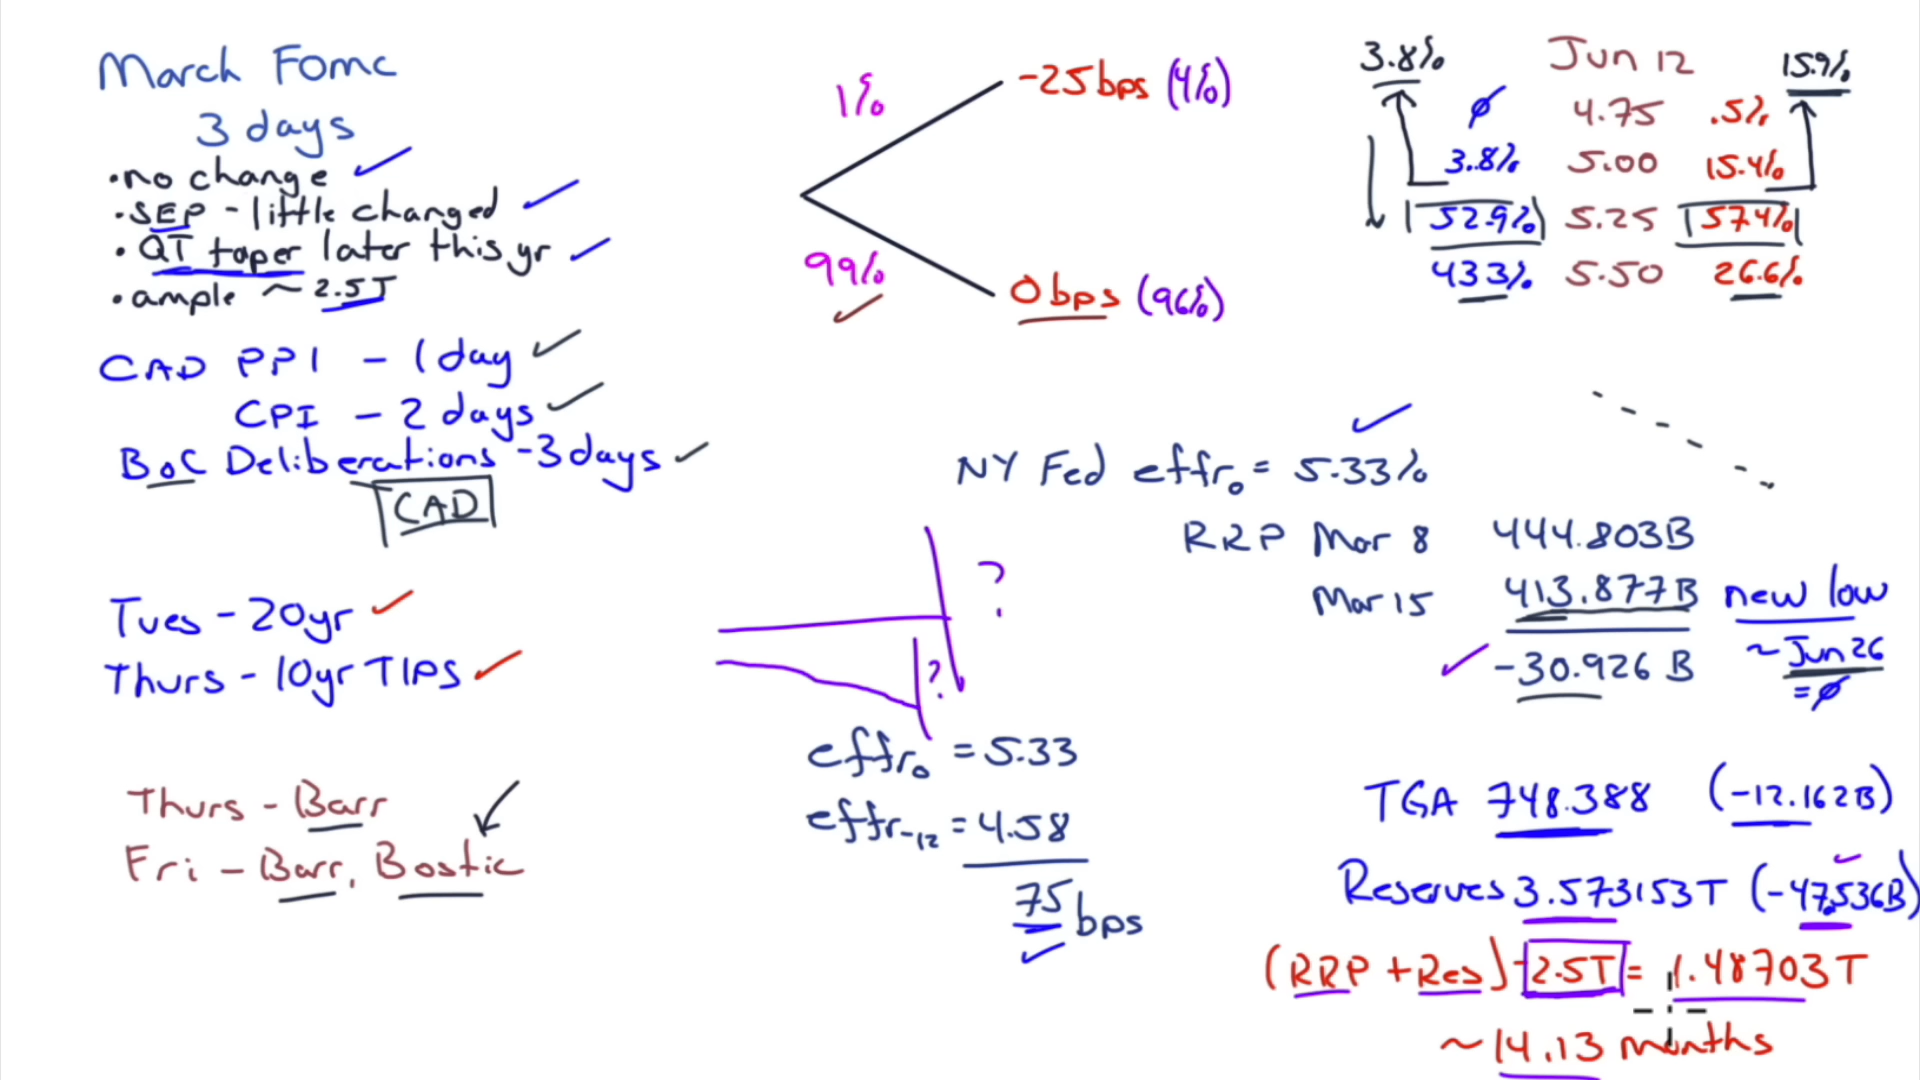 March Fomc
3 days
•no change
•SEP - little changed
•QT taper later this yr
•ample ~ 2.5T
CAD PPI - 1 day
CPI - 2 days
BoC Deliberations - 3 days
CAD
Tues - 20yr
Thurs - 10yr TIPS
Thurs - Barr
Fri - Barr, Bostic
1% -25bps (4%)
99% 0bps (96%)
3.8% Jun 12 15.9%
ø 4.75 .5%
3.8% 5.00 15.4%
52.9% 5.25 57.4%
43.3% 5.50 26.6%
NY Fed effr₀ = 5.33%
RRP Mar 8 444.803B
Mar 15 413.877B new low
-30.926 B ~Jun 26
=ø
?
?
effr₀ = 5.33
effr₋₁₂ = 4.58
75 bps
TGA 748.388 (-12.162B)
Reserves 3.573153T (-47.536B)
(RRP + Res) - 2.5T = 1.48703T
~14.13 months